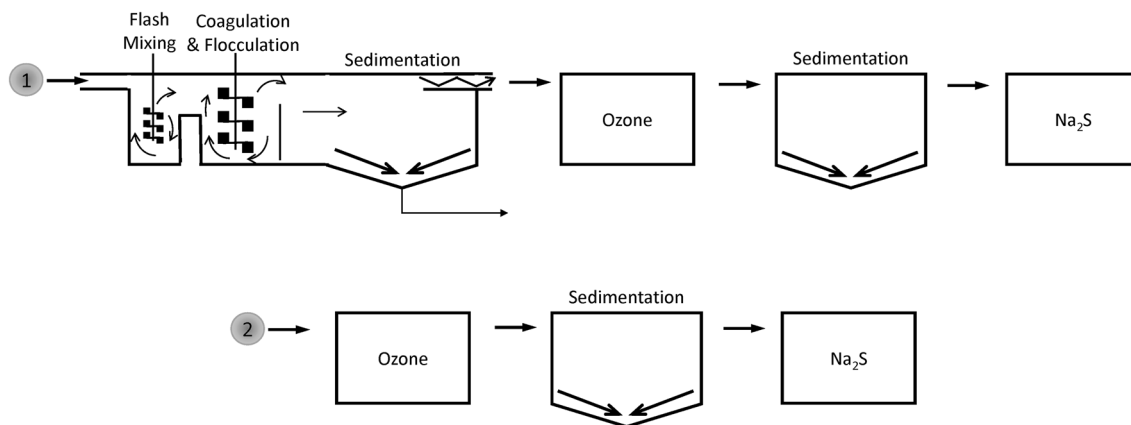 Flash
Mixing
Coagulation
& Flocculation
Sedimentation
Sedimentation
1
Ozone
Na₂S
Sedimentation
2
Ozone
Na₂S